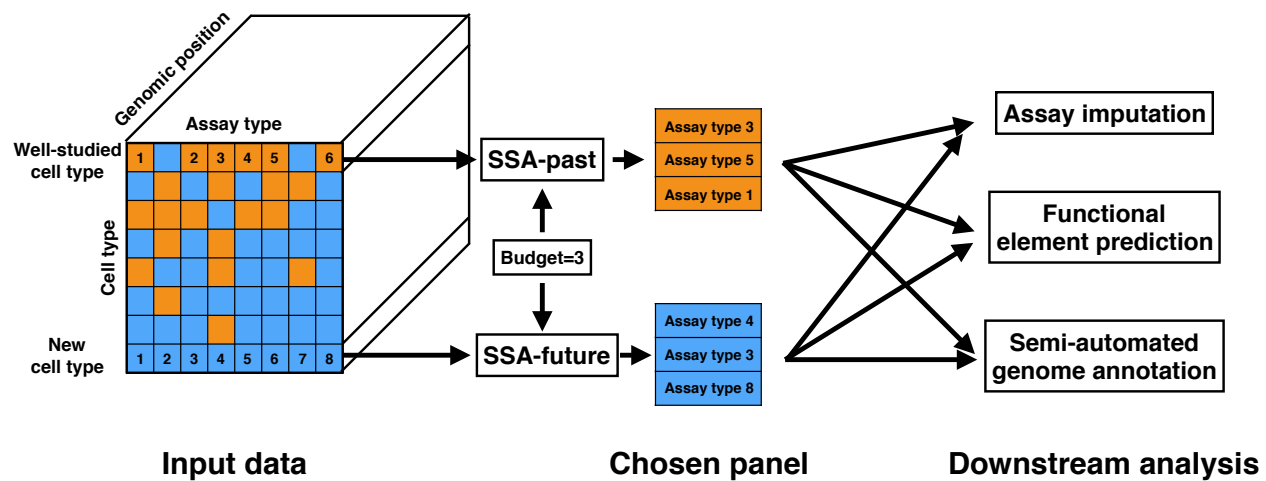 Genomic position
Assay type
Well-studied
cell type
1 2 3 4 5 6
Cell type
New
cell type
1 2 3 4 5 6 7 8
SSA-past
Budget=3
SSA-future
Assay type 3
Assay type 5
Assay type 1
Assay type 4
Assay type 3
Assay type 8
Assay imputation
Functional
element prediction
Semi-automated
genome annotation
Input data
Chosen panel
Downstream analysis